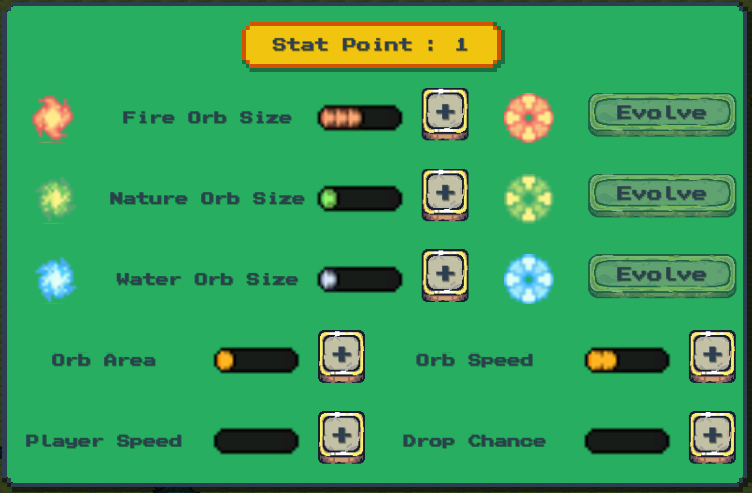 Stat Point : 1
Fire Orb Size + Evolve
Nature Orb Size + Evolve
Water Orb Size + Evolve
Orb Area + Orb Speed +
Player Speed + Drop Chance +